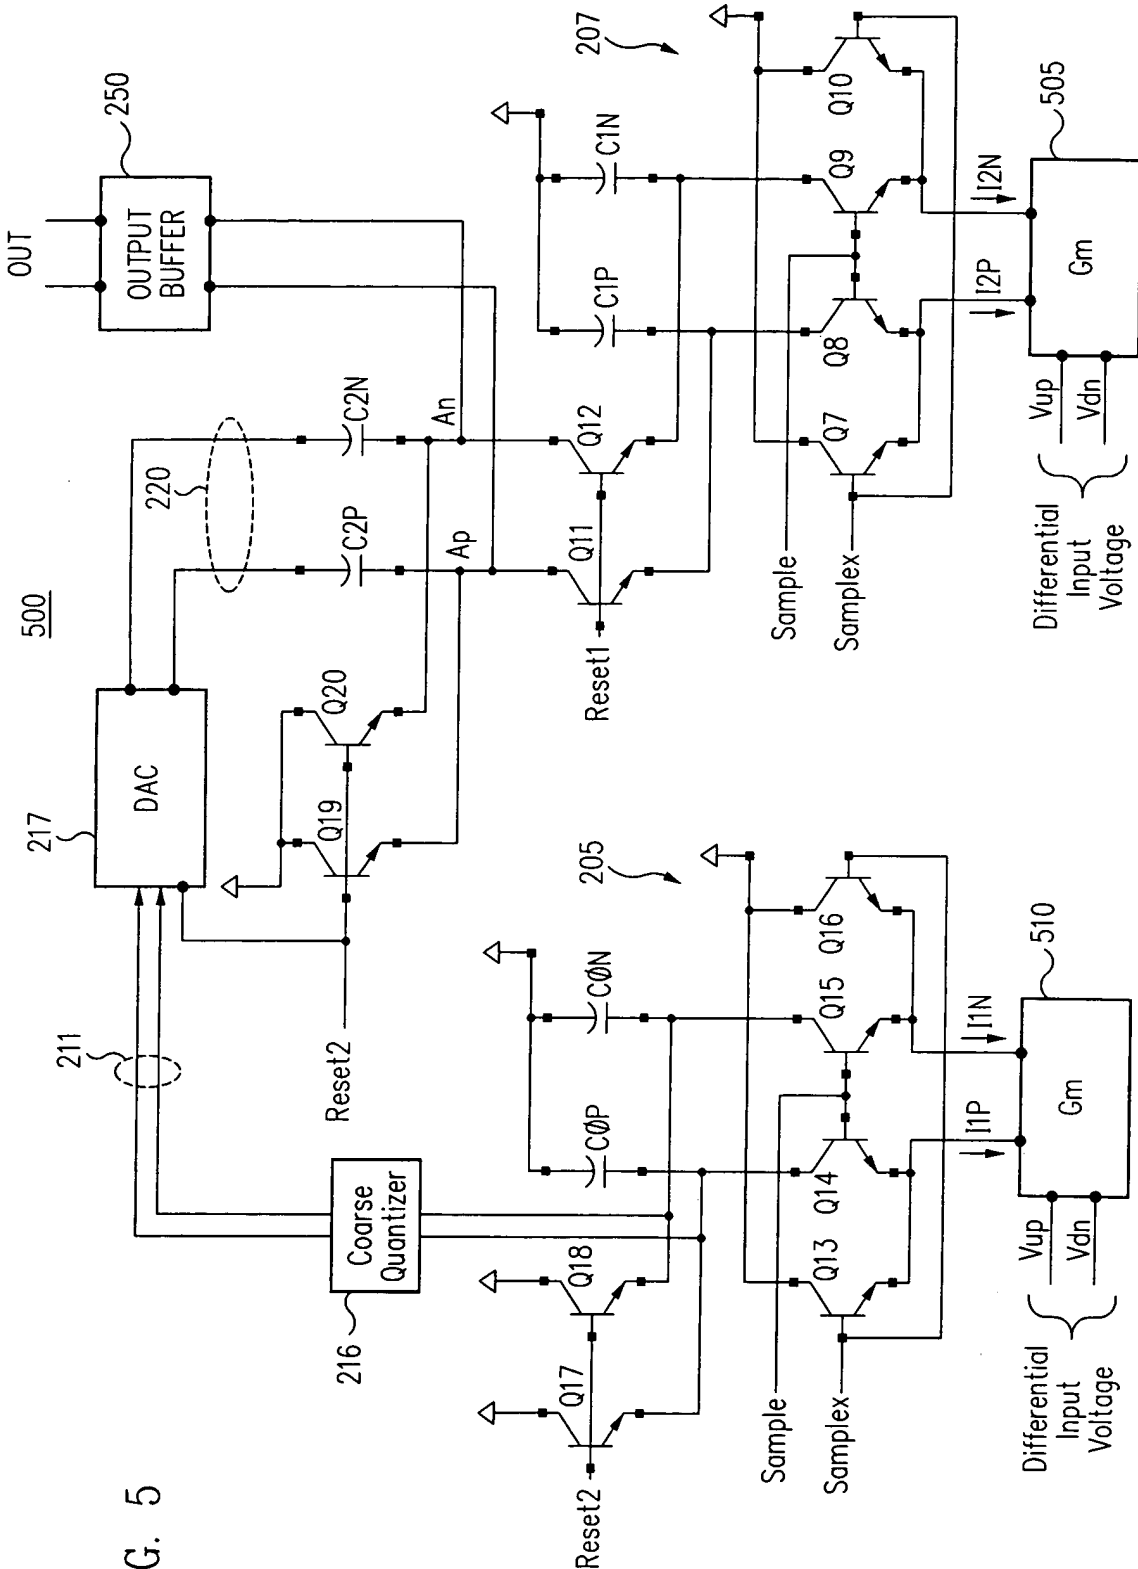 G. 5
500
OUT
OUTPUT
BUFFER
250
DAC
217
220
211
C2P
C2N
Ap
An
Q19
Q20
Reset2
Coarse
Quantizer
216
Q17
Q18
Reset2
Q11
Q12
Reset1
CØP
CØN
205
C1P
C1N
207
Q13
Q14
Q15
Q16
Sample
Samplex
Q7
Q8
Q9
Q10
Sample
Samplex
I1P
I1N
Gm
510
Vup
Vdn
Differential
Input
Voltage
I2P
I2N
Gm
505
Vup
Vdn
Differential
Input
Voltage